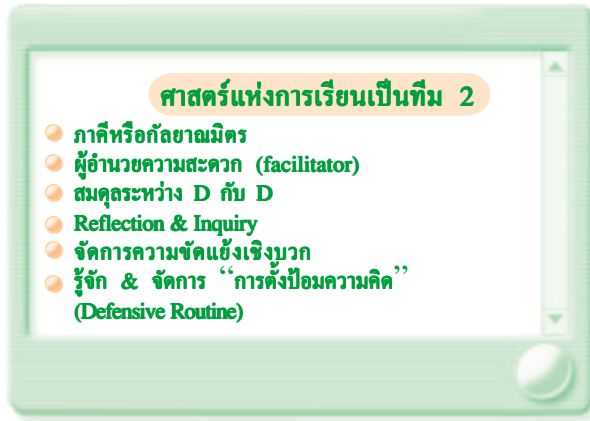 ศาสตร์แห่งการเรียนเป็นทีม 2
ภาคีหรือกัลยาณมิตร
ผู้อำนวยความสะดวก (facilitator)
สมดุลระหว่าง D กับ D
Reflection & Inquiry
จัดการความขัดแย้งเชิงบวก
รู้จัก & จัดการ “การตั้งป้อมความคิด”
(Defensive Routine)